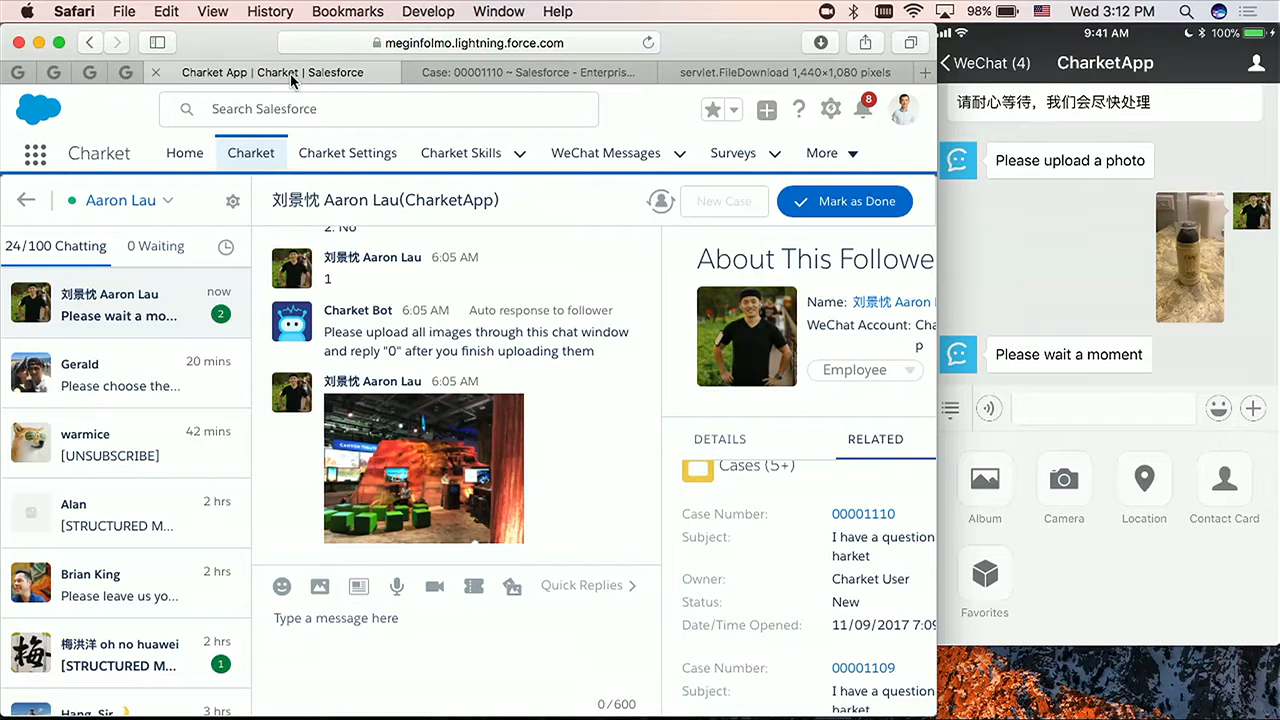 Safari File Edit View History Bookmarks Develop Window Help
98% Wed 3:12 PM
meginfolmo.lightning.force.com
G G G G
Charket App | Charket | Salesforce
Case: 00001110 ~ Salesforce - Enterpris...
servlet.FileDownload 1,440×1,080 pixels
Search Salesforce
8
Charket
Home Charket Charket Settings Charket Skills WeChat Messages Surveys More
Aaron Lau
24/100 Chatting 0 Waiting
刘景忱 Aaron Lau now
Please wait a mo... 2
Gerald 20 mins
Please choose the...
warmice 42 mins
[UNSUBSCRIBE]
Alan 2 hrs
[STRUCTURED M...
Brian King 2 hrs
Please leave us yo...
梅洪洋 oh no huawei 2 hrs
[STRUCTURED M... 1
Hang, Sir 3 hrs
刘景忱 Aaron Lau(CharketApp)
New Case
Mark as Done
2. No
刘景忱 Aaron Lau 6:05 AM
1
Charket Bot 6:05 AM Auto response to follower
Please upload all images through this chat window
and reply "0" after you finish uploading them
刘景忱 Aaron Lau 6:05 AM
Quick Replies
Type a message here
0/600
About This Followe
Name: 刘景忱 Aaron
WeChat Account: Cha
p
Employee
DETAILS RELATED
Cases (5+)
Case Number: 00001110
Subject: I have a question
harket
Owner: Charket User
Status: New
Date/Time Opened: 11/09/2017 7:09
Case Number: 00001109
Subject: I have a question
harket
9:41 AM 100%
WeChat (4) CharketApp
请耐心等待，我们会尽快处理
Please upload a photo
Please wait a moment
Album Camera Location Contact Card
Favorites